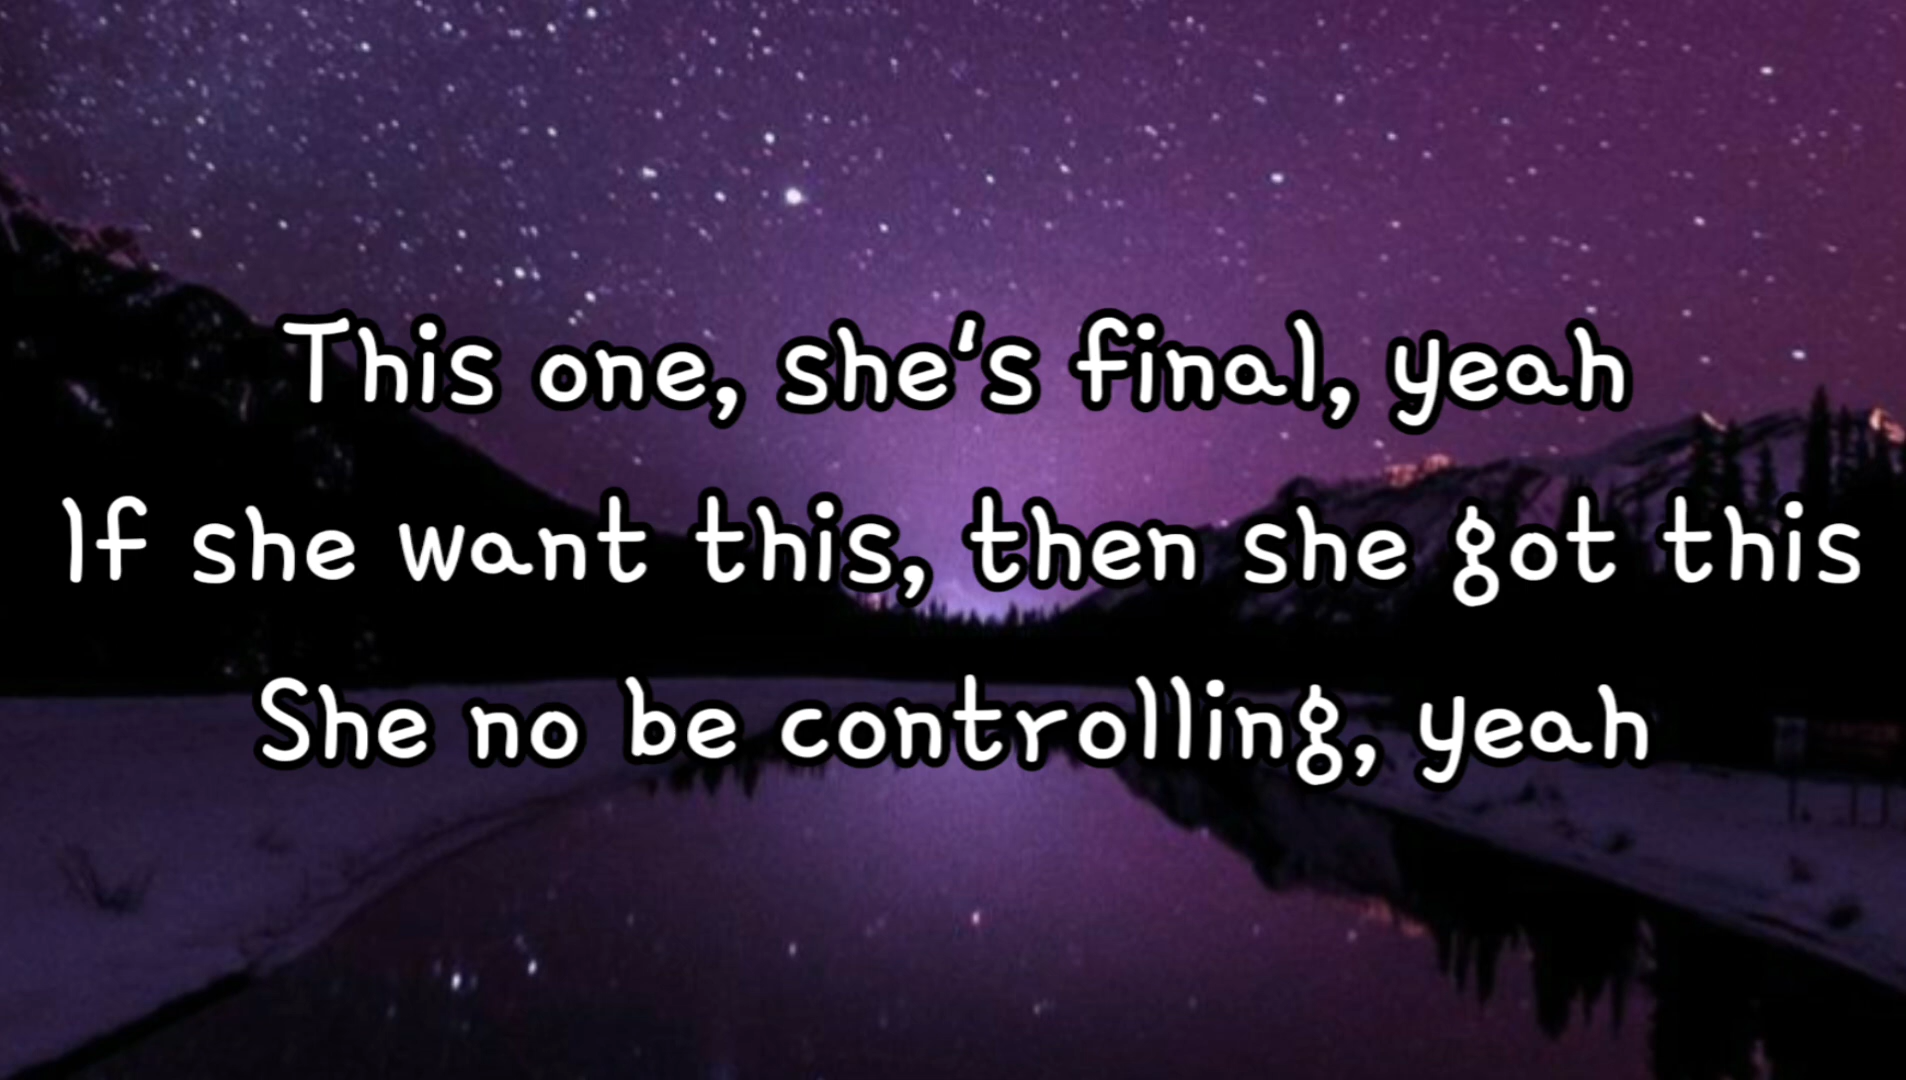 This one, she's final, yeah
If she want this, then she got this
She no be controlling, yeah